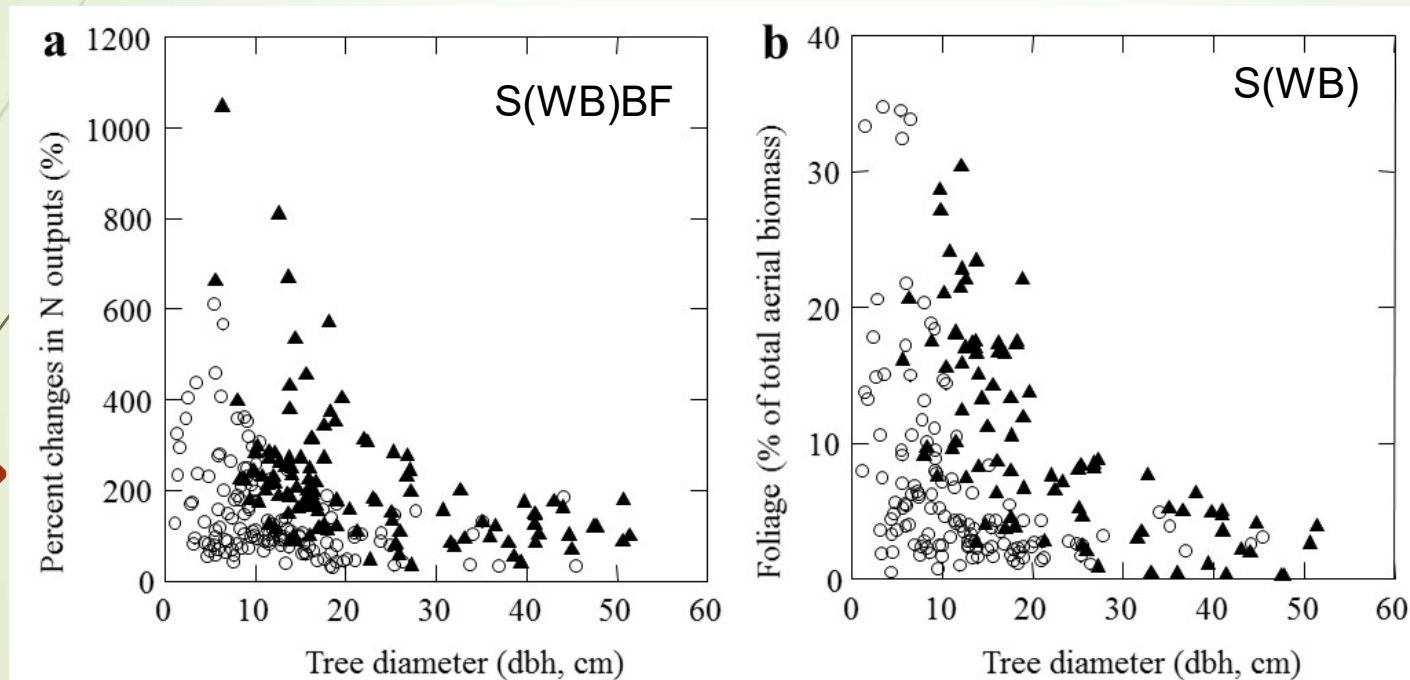 a
S(WB)BF
Percent changes in N outputs (%)
1200
1000
800
600
400
200
0
0 10 20 30 40 50 60
Tree diameter (dbh, cm)
b
S(WB)
Foliage (% of total aerial biomass)
40
30
20
10
0
0 10 20 30 40 50 60
Tree diameter (dbh, cm)